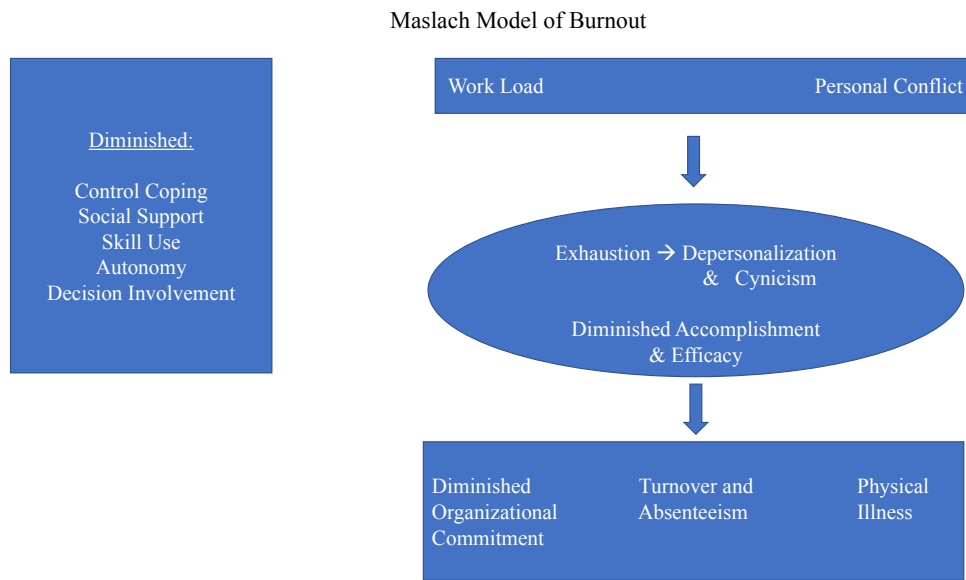 Maslach Model of Burnout
Diminished:
Control Coping
Social Support
Skill Use
Autonomy
Decision Involvement
Work Load
Personal Conflict
Exhaustion → Depersonalization
& Cynicism
Diminished Accomplishment
& Efficacy
Diminished
Organizational
Commitment
Turnover and
Absenteeism
Physical
Illness